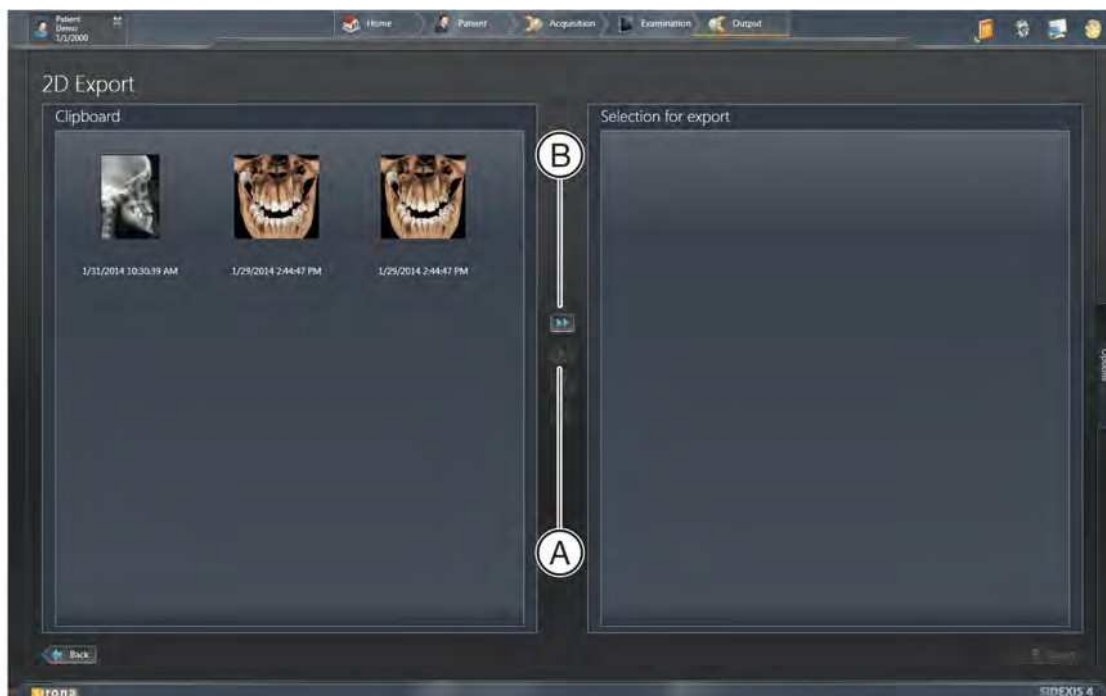 Patient
Demo
1/1/2000
Home
Patient
Acquisition
Examination
Output
2D Export
Clipboard
Selection for export
B
1/31/2014 10:30:39 AM
1/29/2014 2:44:47 PM
1/29/2014 2:44:47 PM
A
Back
sirona
SIDEXIS 4